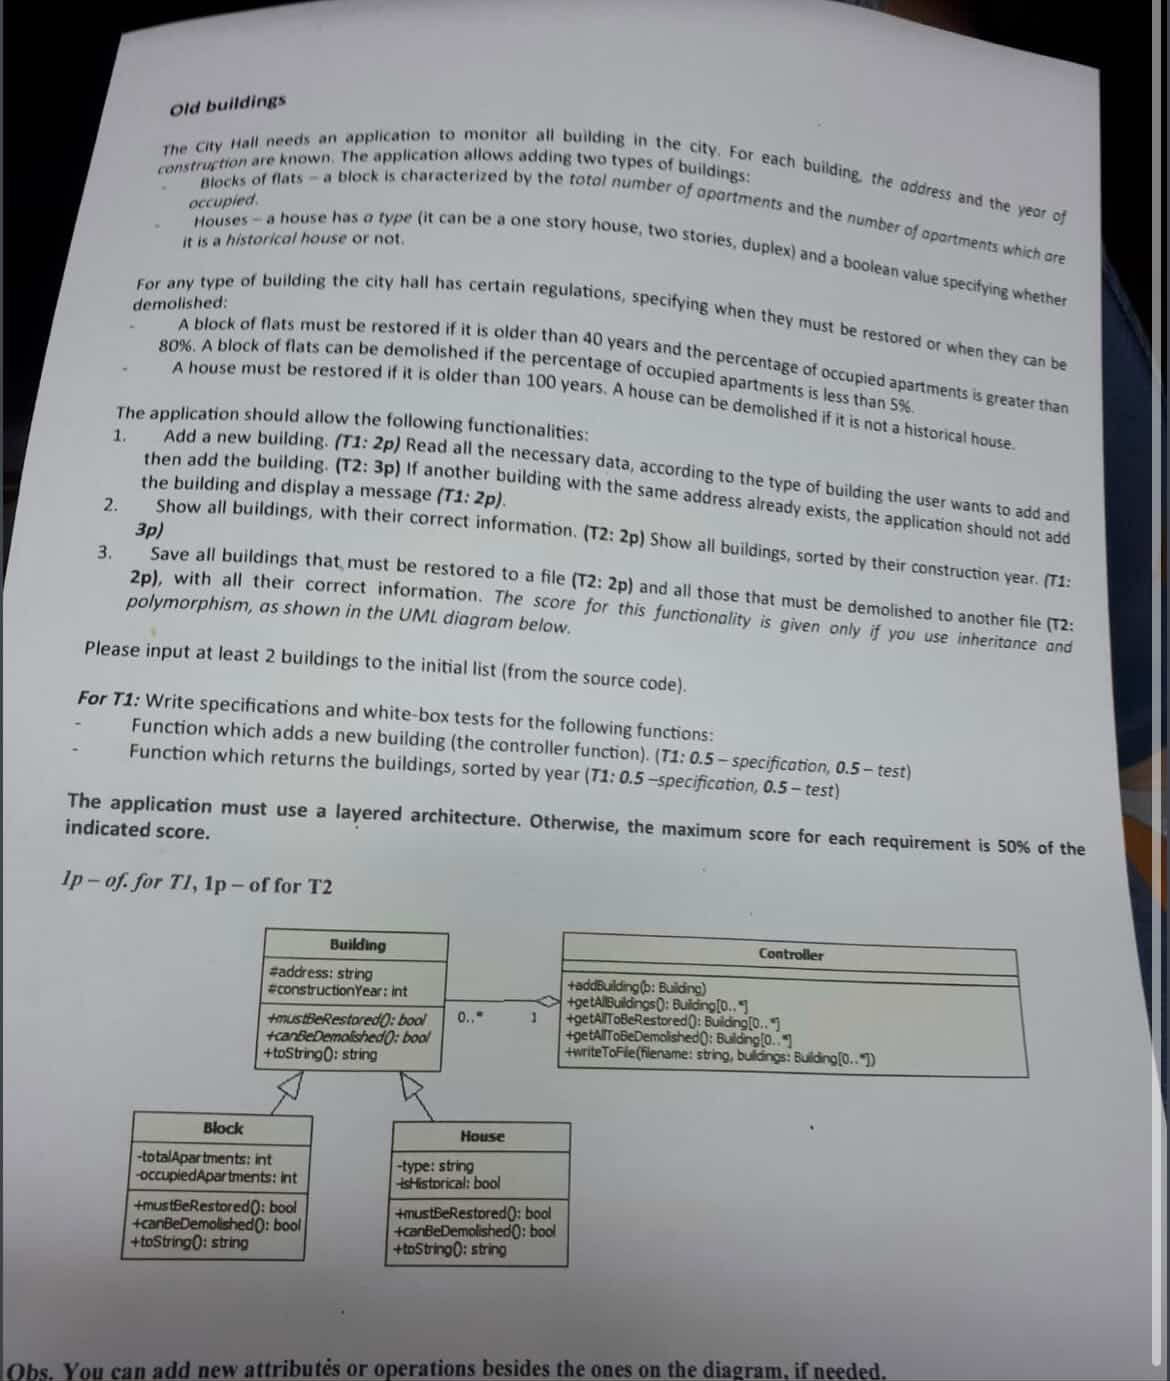 Old buildings
The City Hall needs an application to monitor all building in the city. For each building, the address and the year of
construction are known. The application allows adding two types of buildings:
- Blocks of flats – a block is characterized by the total number of apartments and the number of apartments which are
occupied.
- Houses – a house has a type (it can be a one story house, two stories, duplex) and a boolean value specifying whether
it is a historical house or not.
For any type of building the city hall has certain regulations, specifying when they must be restored or when they can be
demolished:
- A block of flats must be restored if it is older than 40 years and the percentage of occupied apartments is greater than
80%. A block of flats can be demolished if the percentage of occupied apartments is less than 5%.
- A house must be restored if it is older than 100 years. A house can be demolished if it is not a historical house.
The application should allow the following functionalities:
1. Add a new building. (T1: 2p) Read all the necessary data, according to the type of building the user wants to add and
then add the building. (T2: 3p) If another building with the same address already exists, the application should not add
the building and display a message (T1: 2p).
2. Show all buildings, with their correct information. (T2: 2p) Show all buildings, sorted by their construction year. (T1:
3p)
3. Save all buildings that must be restored to a file (T2: 2p) and all those that must be demolished to another file (T2:
2p), with all their correct information. The score for this functionality is given only if you use inheritance and
polymorphism, as shown in the UML diagram below.
Please input at least 2 buildings to the initial list (from the source code).
For T1: Write specifications and white-box tests for the following functions:
- Function which adds a new building (the controller function). (T1: 0.5 – specification, 0.5 – test)
- Function which returns the buildings, sorted by year (T1: 0.5 –specification, 0.5 – test)
The application must use a layered architecture. Otherwise, the maximum score for each requirement is 50% of the
indicated score.
1p – of. for T1, 1p – of for T2
Building
#address: string
#constructionYear: int
+mustBeRestored(): bool
+canBeDemolished(): bool
+toString(): string
0..*
1
Controller
+addBuilding(b: Building)
+getAllBuildings(): Building[0..*]
+getAllToBeRestored(): Building[0..*]
+getAllToBeDemolished(): Building[0..*]
+writeToFile(filename: string, buildings: Building[0..*])
Block
-totalApartments: int
-occupiedApartments: int
+mustBeRestored(): bool
+canBeDemolished(): bool
+toString(): string
House
-type: string
-isHistorical: bool
+mustBeRestored(): bool
+canBeDemolished(): bool
+toString(): string
Obs. You can add new attributes or operations besides the ones on the diagram, if needed.